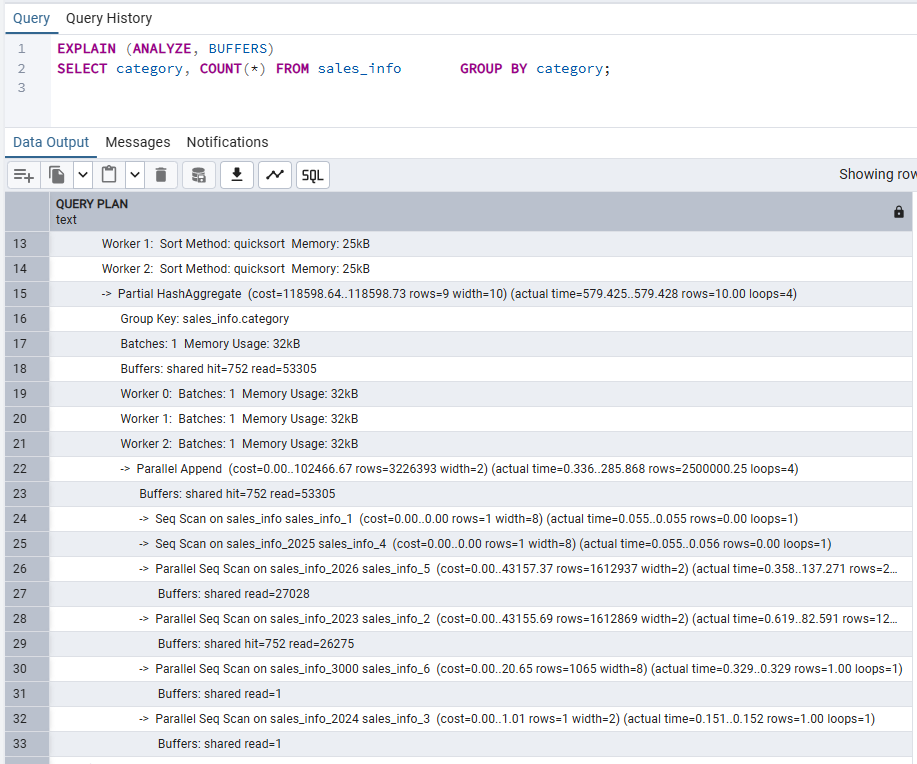 Query Query History
1 EXPLAIN (ANALYZE, BUFFERS)
2 SELECT category, COUNT(*) FROM sales_info GROUP BY category;
3
Data Output Messages Notifications
SQL Showing row
QUERY PLAN
text
13 Worker 1: Sort Method: quicksort Memory: 25kB
14 Worker 2: Sort Method: quicksort Memory: 25kB
15 -> Partial HashAggregate (cost=118598.64..118598.73 rows=9 width=10) (actual time=579.425..579.428 rows=10.00 loops=4)
16 Group Key: sales_info.category
17 Batches: 1 Memory Usage: 32kB
18 Buffers: shared hit=752 read=53305
19 Worker 0: Batches: 1 Memory Usage: 32kB
20 Worker 1: Batches: 1 Memory Usage: 32kB
21 Worker 2: Batches: 1 Memory Usage: 32kB
22 -> Parallel Append (cost=0.00..102466.67 rows=3226393 width=2) (actual time=0.336..285.868 rows=2500000.25 loops=4)
23 Buffers: shared hit=752 read=53305
24 -> Seq Scan on sales_info sales_info_1 (cost=0.00..0.00 rows=1 width=8) (actual time=0.055..0.055 rows=0.00 loops=1)
25 -> Seq Scan on sales_info_2025 sales_info_4 (cost=0.00..0.00 rows=1 width=8) (actual time=0.055..0.056 rows=0.00 loops=1)
26 -> Parallel Seq Scan on sales_info_2026 sales_info_5 (cost=0.00..43157.37 rows=1612937 width=2) (actual time=0.358..137.271 rows=2...
27 Buffers: shared read=27028
28 -> Parallel Seq Scan on sales_info_2023 sales_info_2 (cost=0.00..43155.69 rows=1612869 width=2) (actual time=0.619..82.591 rows=12...
29 Buffers: shared hit=752 read=26275
30 -> Parallel Seq Scan on sales_info_3000 sales_info_6 (cost=0.00..20.65 rows=1065 width=8) (actual time=0.329..0.329 rows=1.00 loops=1)
31 Buffers: shared read=1
32 -> Parallel Seq Scan on sales_info_2024 sales_info_3 (cost=0.00..1.01 rows=1 width=2) (actual time=0.151..0.152 rows=1.00 loops=1)
33 Buffers: shared read=1